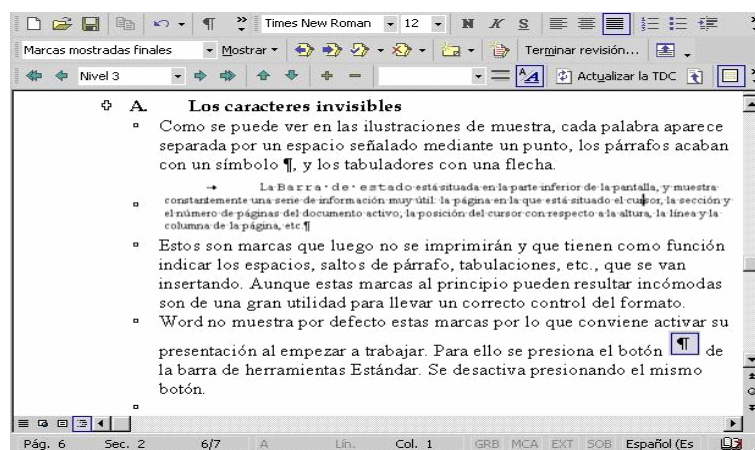 Times New Roman 12 N K S
Marcas mostradas finales Mostrar Terminar revisión...
Nivel 3 Actualizar la TDC
A. Los caracteres invisibles
Como se puede ver en las ilustraciones de muestra, cada palabra aparece
separada por un espacio señalado mediante un punto, los párrafos acaban
con un símbolo ¶, y los tabuladores con una flecha.
→ La·Barra·de·estado·está·situada·en·la·parte·inferior·de·la·pantalla,·y·muestra·
constantemente·una·serie·de·información·muy·útil:·la·página·en·la·que·está·situado·el·cursor,·la·sección·y·
el·número·de·páginas·del·documento·activo;·la·posición·del·cursor·con·respecto·a·la·altura,·la·línea·y·la·
columna·de·la·página,·etc.¶
Estos son marcas que luego no se imprimirán y que tienen como función
indicar los espacios, saltos de párrafo, tabulaciones, etc., que se van
insertando. Aunque estas marcas al principio pueden resultar incómodas
son de una gran utilidad para llevar un correcto control del formato.
Word no muestra por defecto estas marcas por lo que conviene activar su
presentación al empezar a trabajar. Para ello se presiona el botón ¶ de
la barra de herramientas Estándar. Se desactiva presionando el mismo
botón.
Pág. 6 Sec. 2 6/7 A Lín. Col. 1 GRB MCA EXT SOB Español (Es